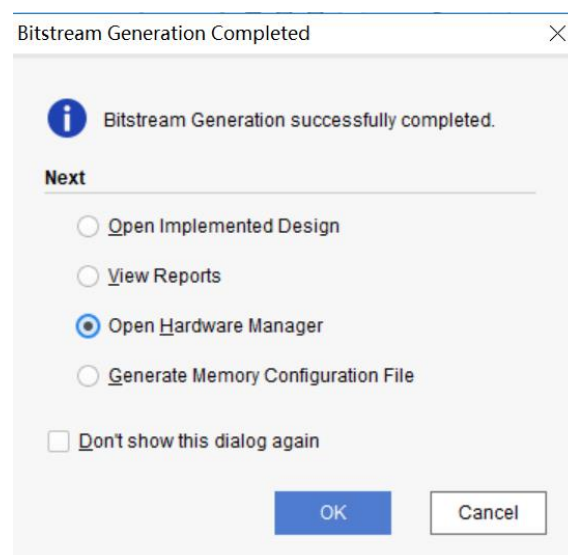 Bitstream Generation Completed
Bitstream Generation successfully completed.
Next
Open Implemented Design
View Reports
Open Hardware Manager
Generate Memory Configuration File
Don't show this dialog again
OK Cancel